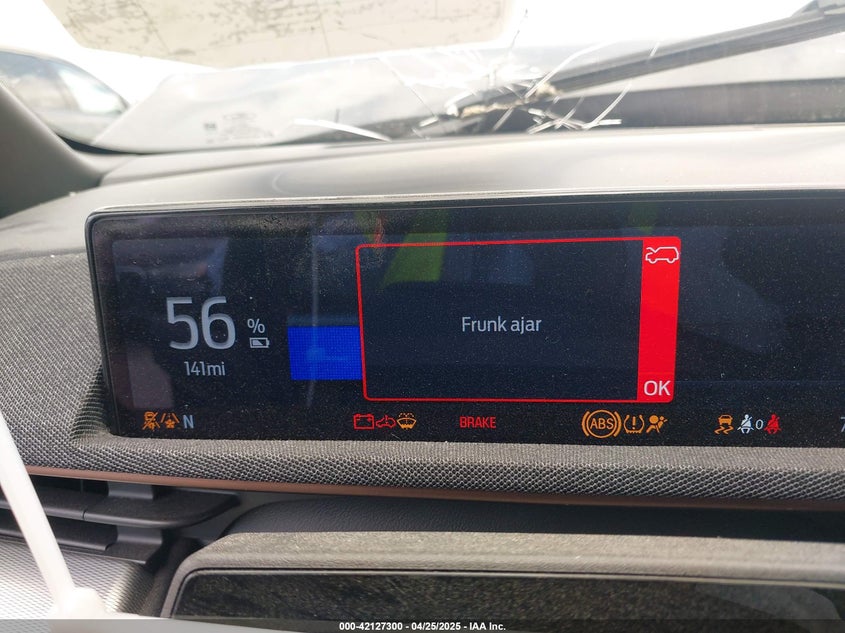 Frunk ajar
56 %
141mi
OK
N
BRAKE
ABS
0
000-42127300 - 04/25/2025 - IAA Inc.